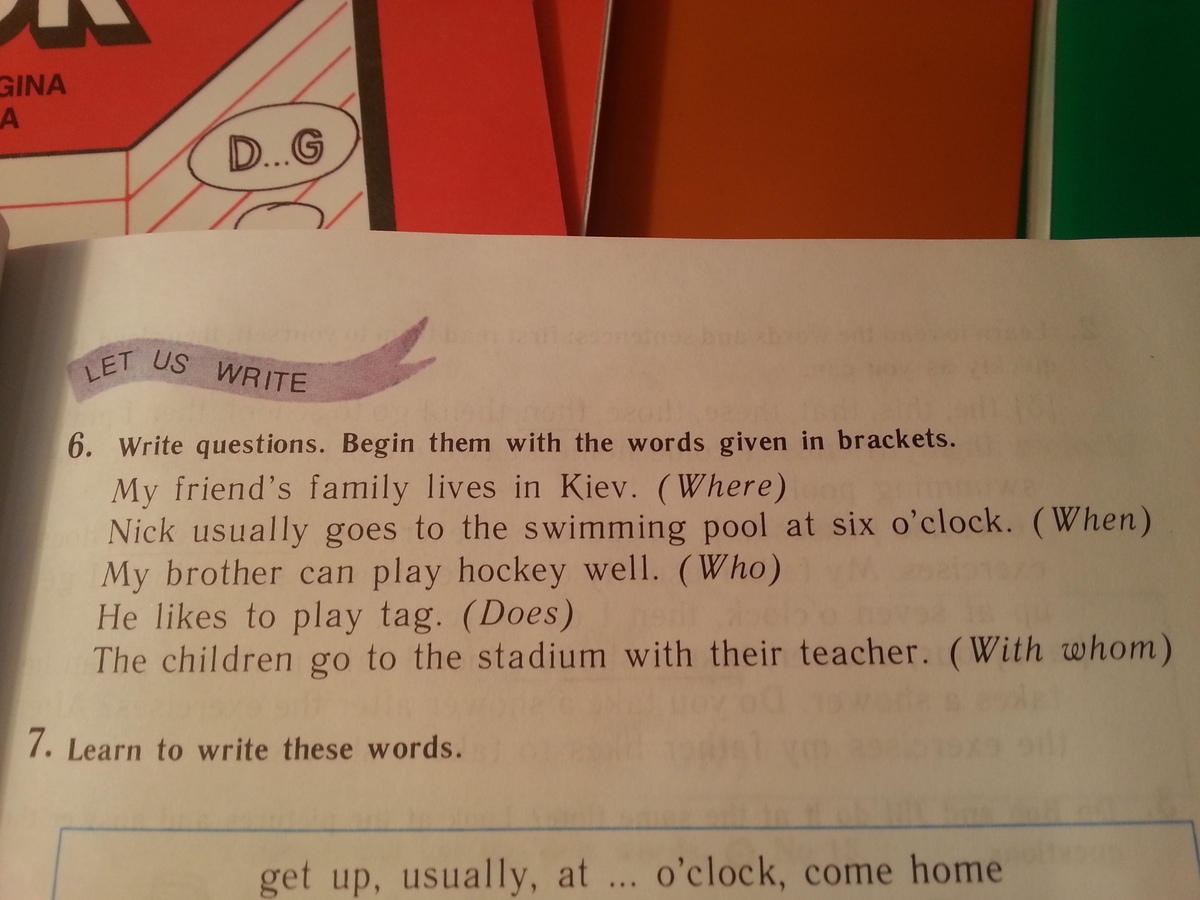 GINA
A
D...G
LET US WRITE
6. Write questions. Begin them with the words given in brackets.
My friend's family lives in Kiev. (Where)
Nick usually goes to the swimming pool at six o'clock. (When)
My brother can play hockey well. (Who)
He likes to play tag. (Does)
The children go to the stadium with their teacher. (With whom)
7. Learn to write these words.
get up, usually, at ... o'clock, come home